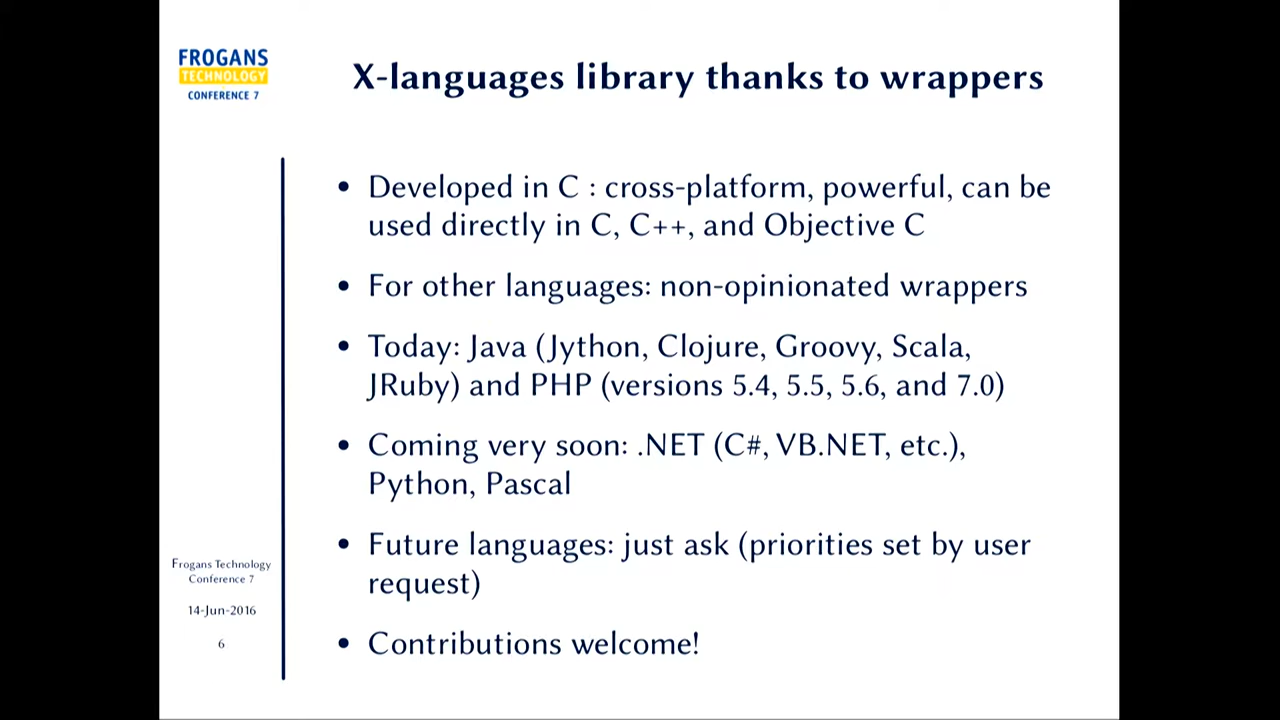 FROGANS
TECHNOLOGY
CONFERENCE 7
X-languages library thanks to wrappers
• Developed in C : cross-platform, powerful, can be
used directly in C, C++, and Objective C
• For other languages: non-opinionated wrappers
• Today: Java (Jython, Clojure, Groovy, Scala,
JRuby) and PHP (versions 5.4, 5.5, 5.6, and 7.0)
• Coming very soon: .NET (C#, VB.NET, etc.),
Python, Pascal
• Future languages: just ask (priorities set by user
request)
• Contributions welcome!
Frogans Technology
Conference 7
14-Jun-2016
6